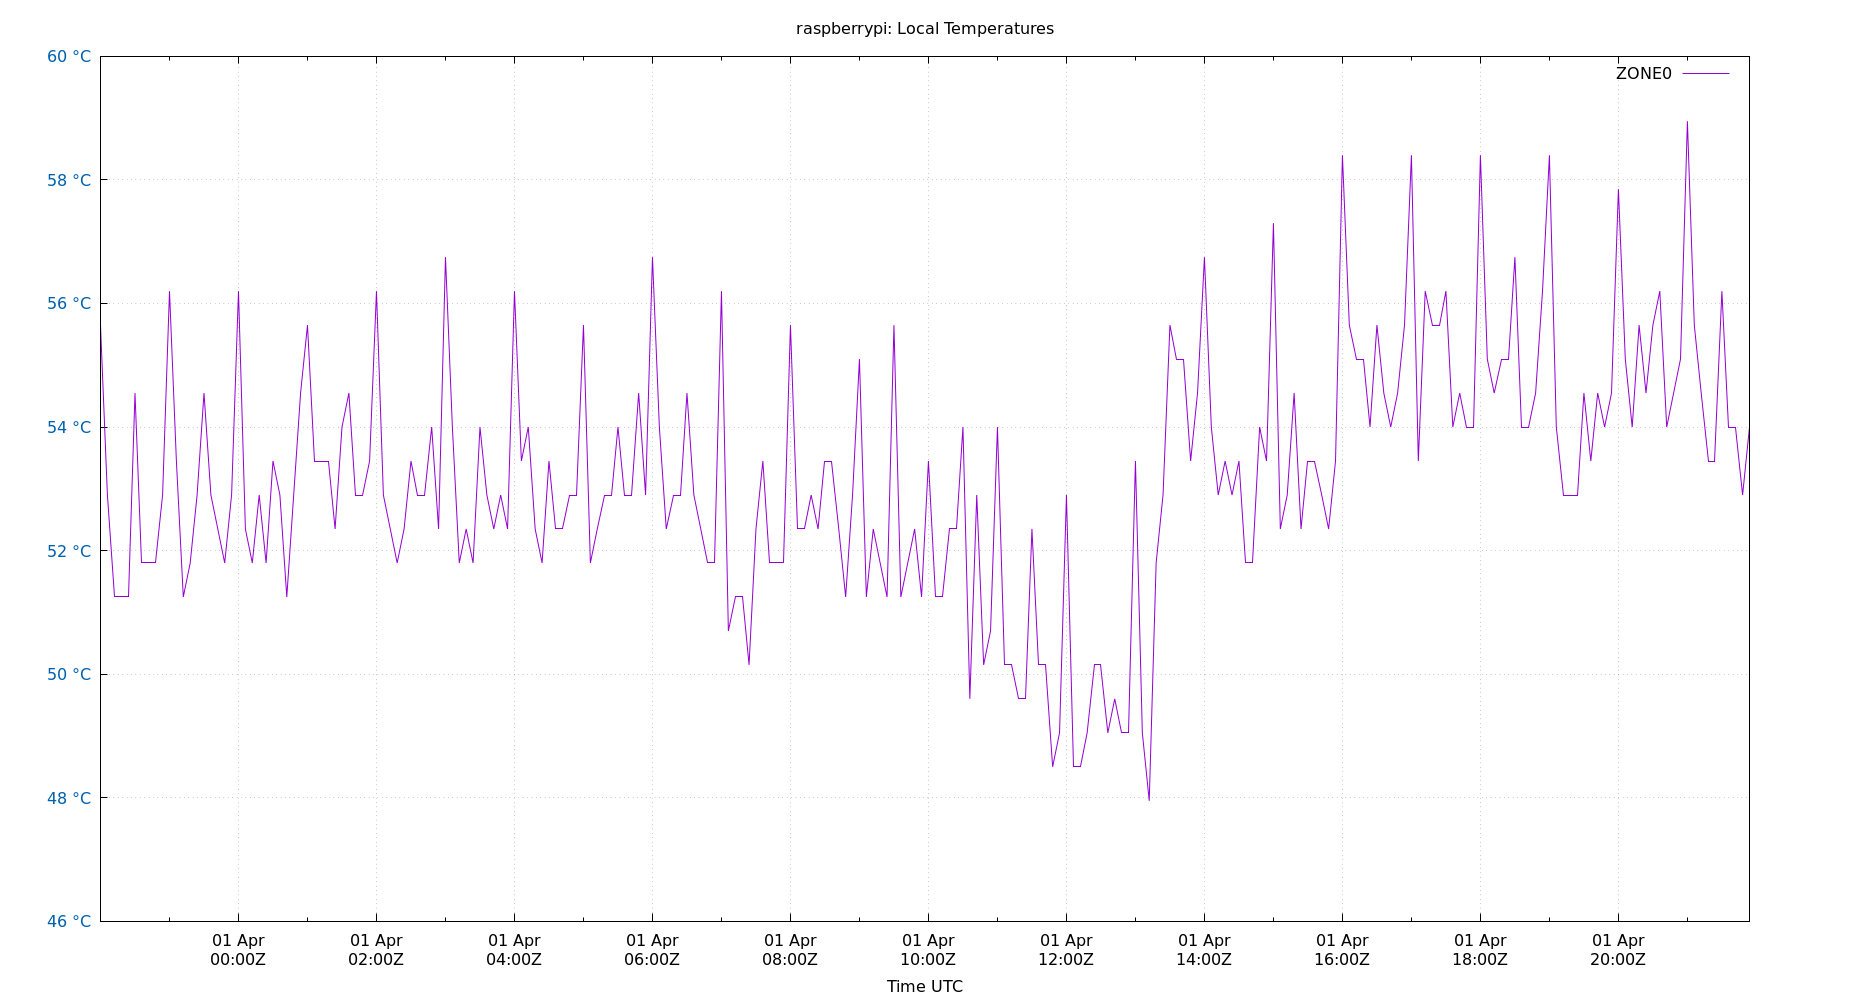 raspberrypi: Local Temperatures
60 °C
ZONE0
58 °C
56 °C
54 °C
52 °C
50 °C
48 °C
46 °C
01 Apr 01 Apr 01 Apr 01 Apr 01 Apr 01 Apr 01 Apr 01 Apr 01 Apr 01 Apr 01 Apr
00:00Z 02:00Z 04:00Z 06:00Z 08:00Z 10:00Z 12:00Z 14:00Z 16:00Z 18:00Z 20:00Z
Time UTC